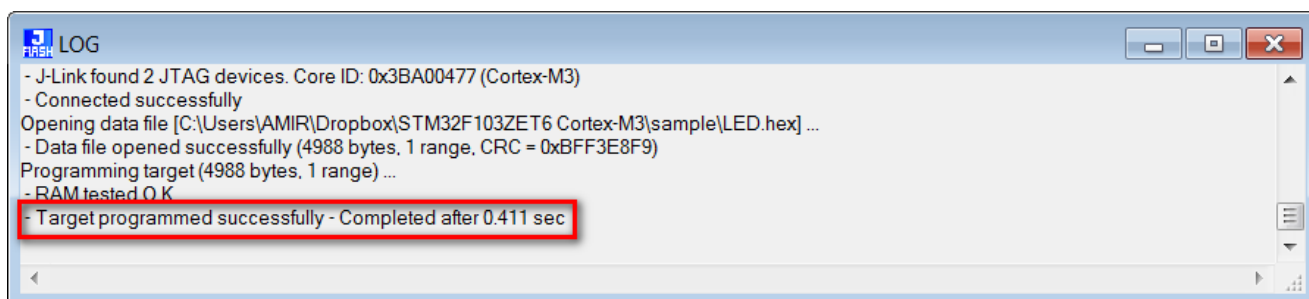 J
FLASH
LOG
- J-Link found 2 JTAG devices. Core ID: 0x3BA00477 (Cortex-M3)
- Connected successfully
Opening data file [C:\Users\AMIR\Dropbox\STM32F103ZET6 Cortex-M3\sample\LED.hex] ...
- Data file opened successfully (4988 bytes, 1 range, CRC = 0xBFF3E8F9)
Programming target (4988 bytes, 1 range) ...
- RAM tested O.K.
- Target programmed successfully - Completed after 0.411 sec